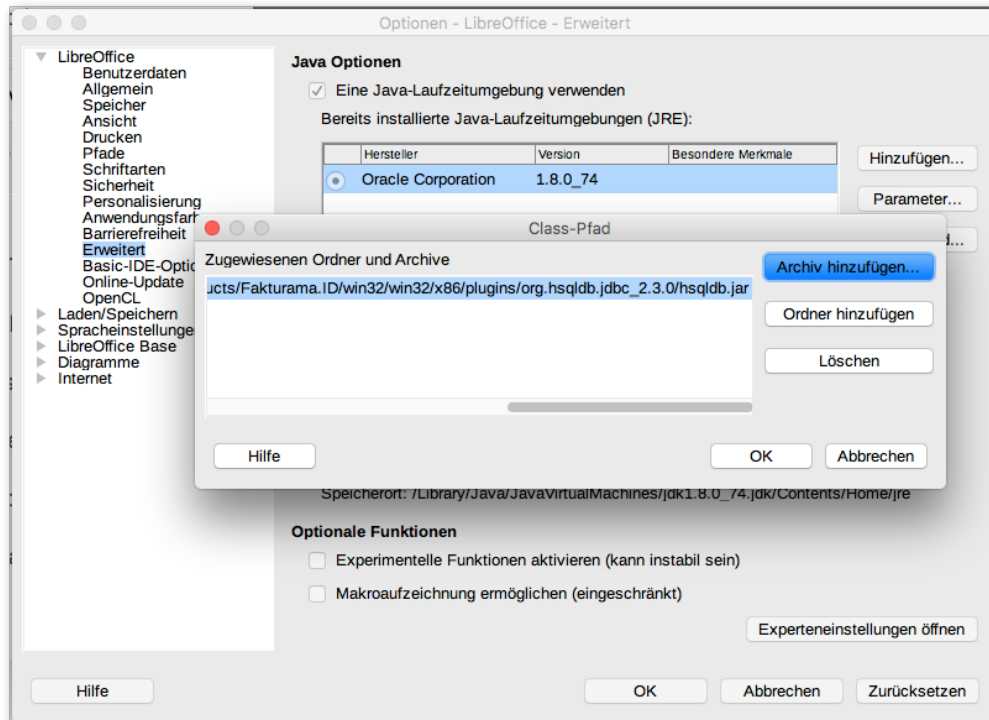 Optionen - LibreOffice - Erweitert
LibreOffice
Benutzerdaten
Allgemein
Speicher
Ansicht
Drucken
Pfade
Schriftarten
Sicherheit
Personalisierung
Anwendungsfarb
Barrierefreiheit
Erweitert
Basic-IDE-Optio
Online-Update
OpenCL
Laden/Speichern
Spracheinstellunge
LibreOffice Base
Diagramme
Internet
Java Optionen
Eine Java-Laufzeitumgebung verwenden
Bereits installierte Java-Laufzeitumgebungen (JRE):
Hersteller Version Besondere Merkmale
Oracle Corporation 1.8.0_74
Hinzufügen...
Parameter...
Class-Pfad
Zugewiesenen Ordner und Archive
ucts/Fakturama.ID/win32/win32/x86/plugins/org.hsqldb.jdbc_2.3.0/hsqldb.jar
Archiv hinzufügen...
Ordner hinzufügen
Löschen
Hilfe OK Abbrechen
Speicherort: /Library/Java/JavaVirtualMachines/jdk1.8.0_74.jdk/Contents/Home/jre
Optionale Funktionen
Experimentelle Funktionen aktivieren (kann instabil sein)
Makroaufzeichnung ermöglichen (eingeschränkt)
Experteneinstellungen öffnen
Hilfe OK Abbrechen Zurücksetzen